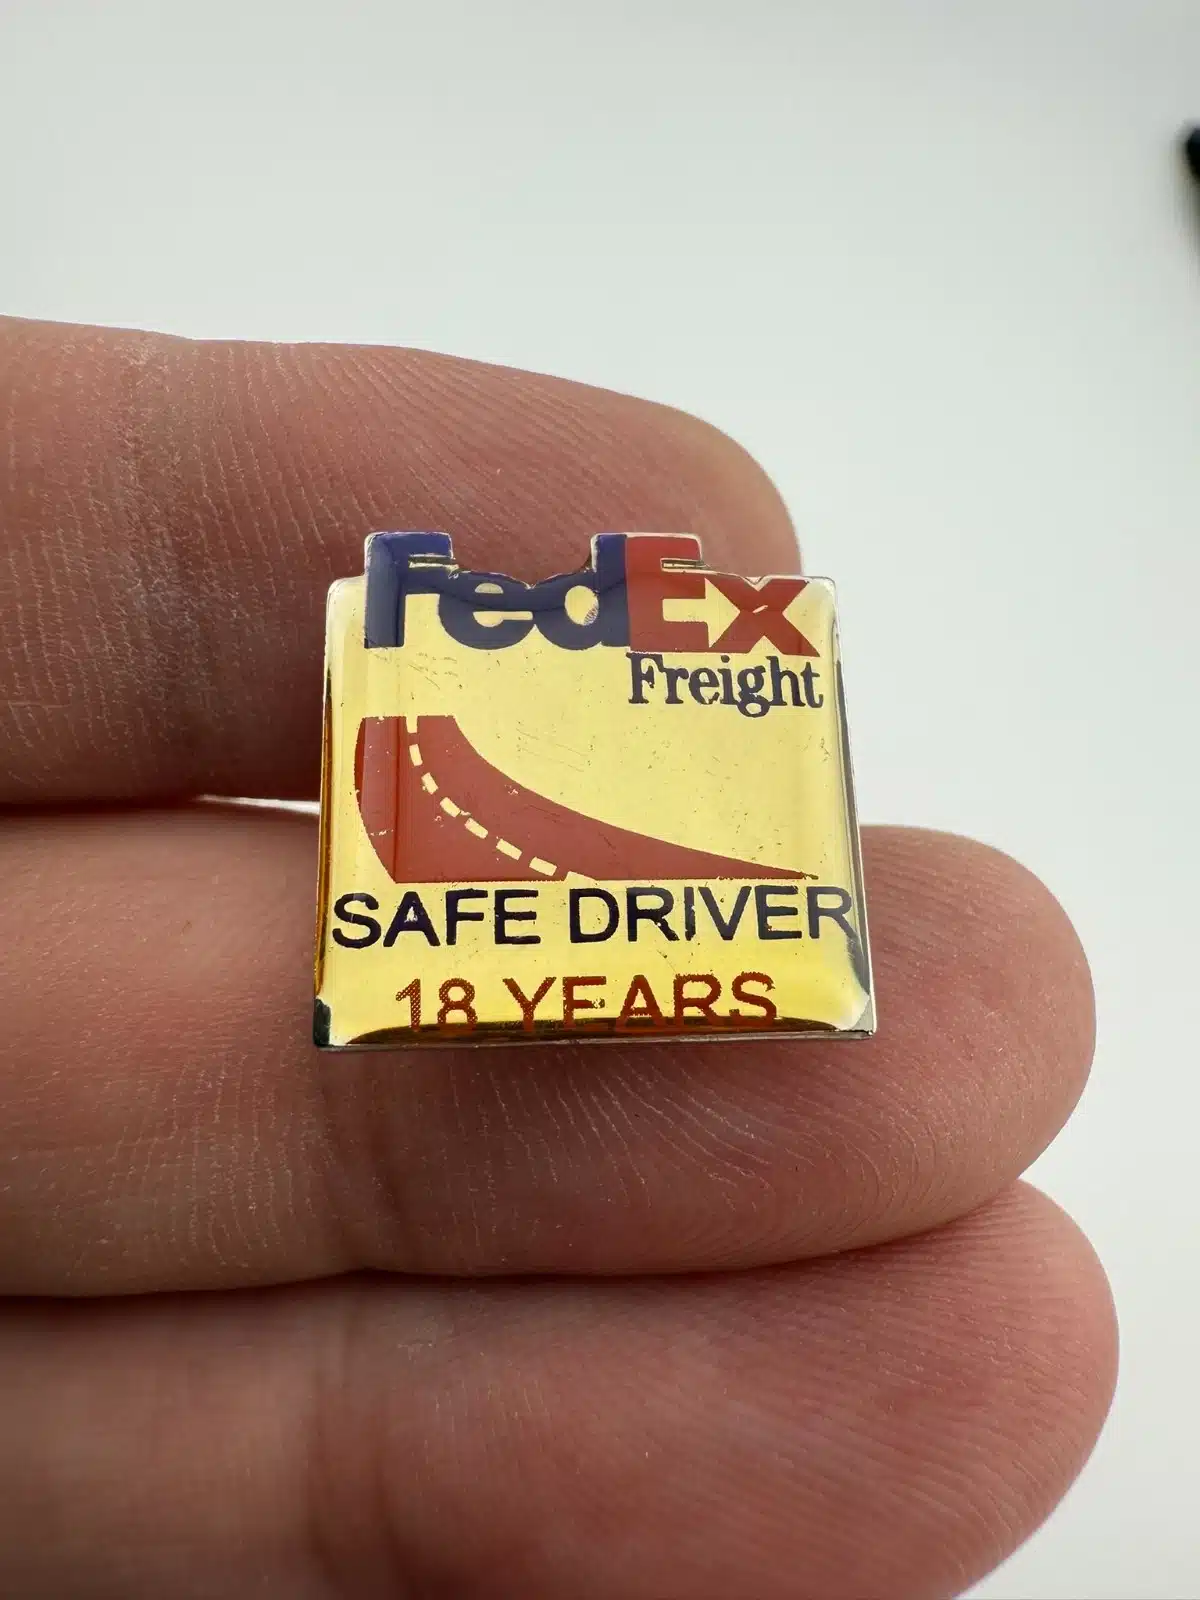 FedEx
Freight
SAFE DRIVER
18 YEARS